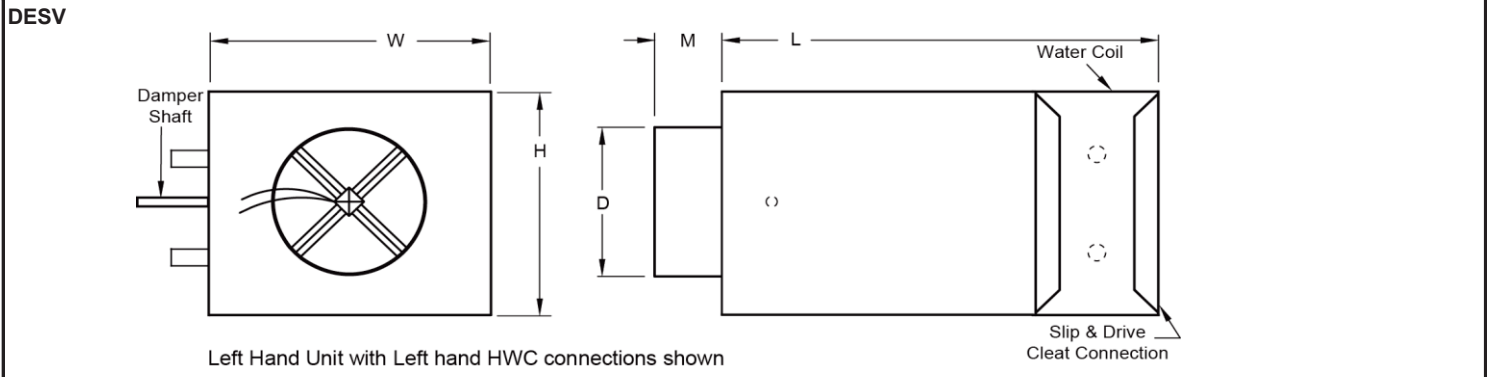 DESV
W
M
L
Water Coil
Damper
Shaft
H
D
Slip & Drive
Cleat Connection
Left Hand Unit with Left hand HWC connections shown